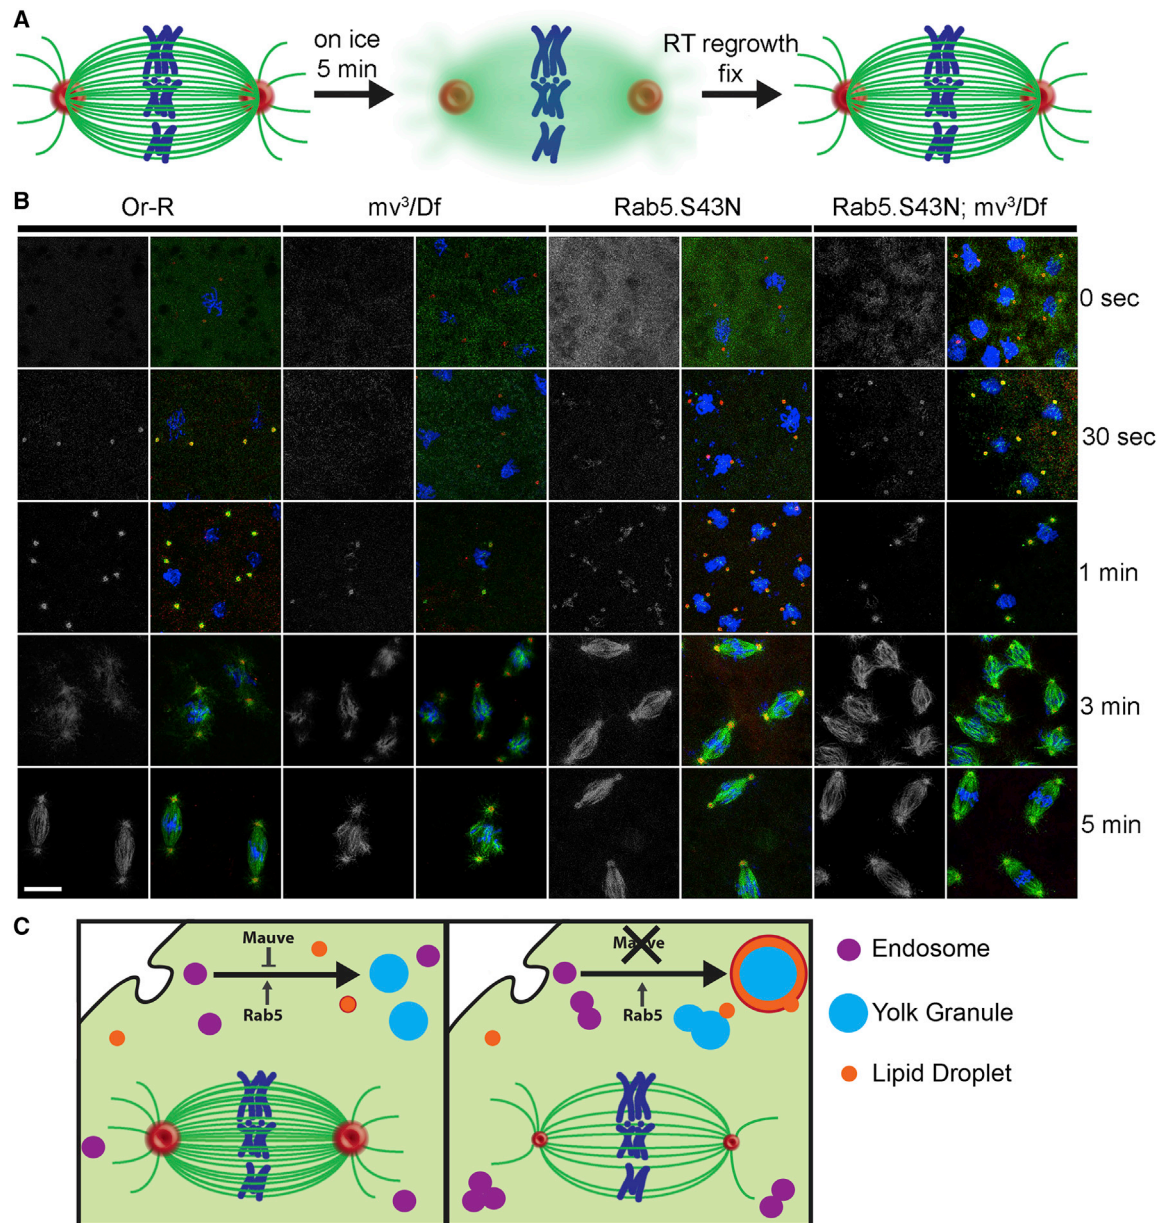 A
on ice
5 min
RT regrowth
fix
B
Or-R
mv³/Df
Rab5.S43N
Rab5.S43N; mv³/Df
0 sec
30 sec
1 min
3 min
5 min
C
Mauve
Rab5
Mauve
Rab5
Endosome
Yolk Granule
Lipid Droplet